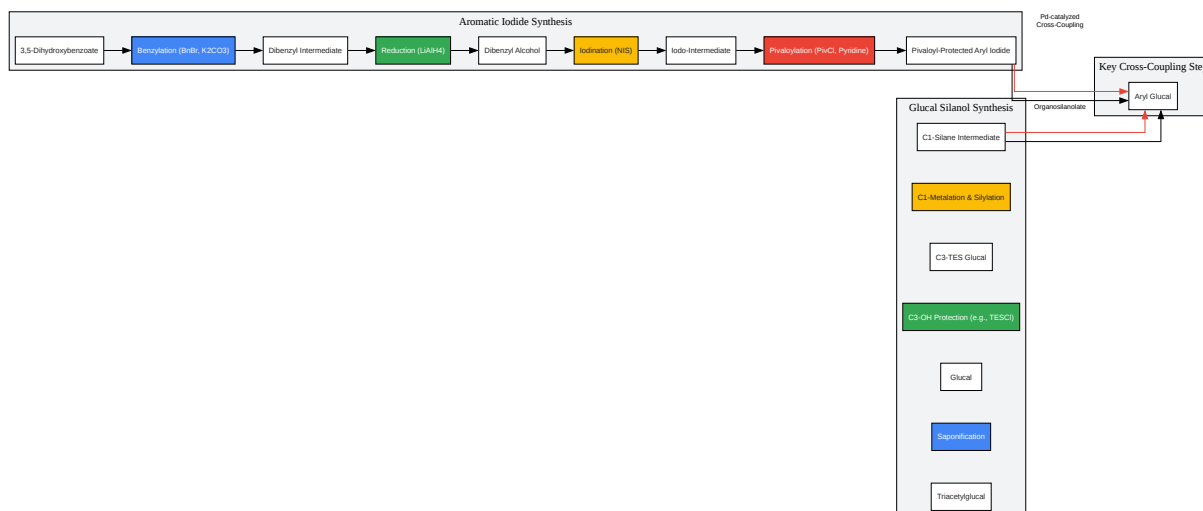 Aromatic Iodide Synthesis
3,5-Dihydroxybenzoate
Benzylation (BnBr, K2CO3)
Dibenzyl Intermediate
Reduction (LiAlH4)
Dibenzyl Alcohol
Iodination (NIS)
Iodo-Intermediate
Pivaloylation (PivCl, Pyridine)
Pivaloyl-Protected Aryl Iodide
Pd-catalyzed
Cross-Coupling
Key Cross-Coupling Ste
Aryl Glucal
Organosilanolate
Glucal Silanol Synthesis
C1-Silane Intermediate
C1-Metalation & Silylation
C3-TES Glucal
C3-OH Protection (e.g., TESCl)
Glucal
Saponification
Triacetylglucal